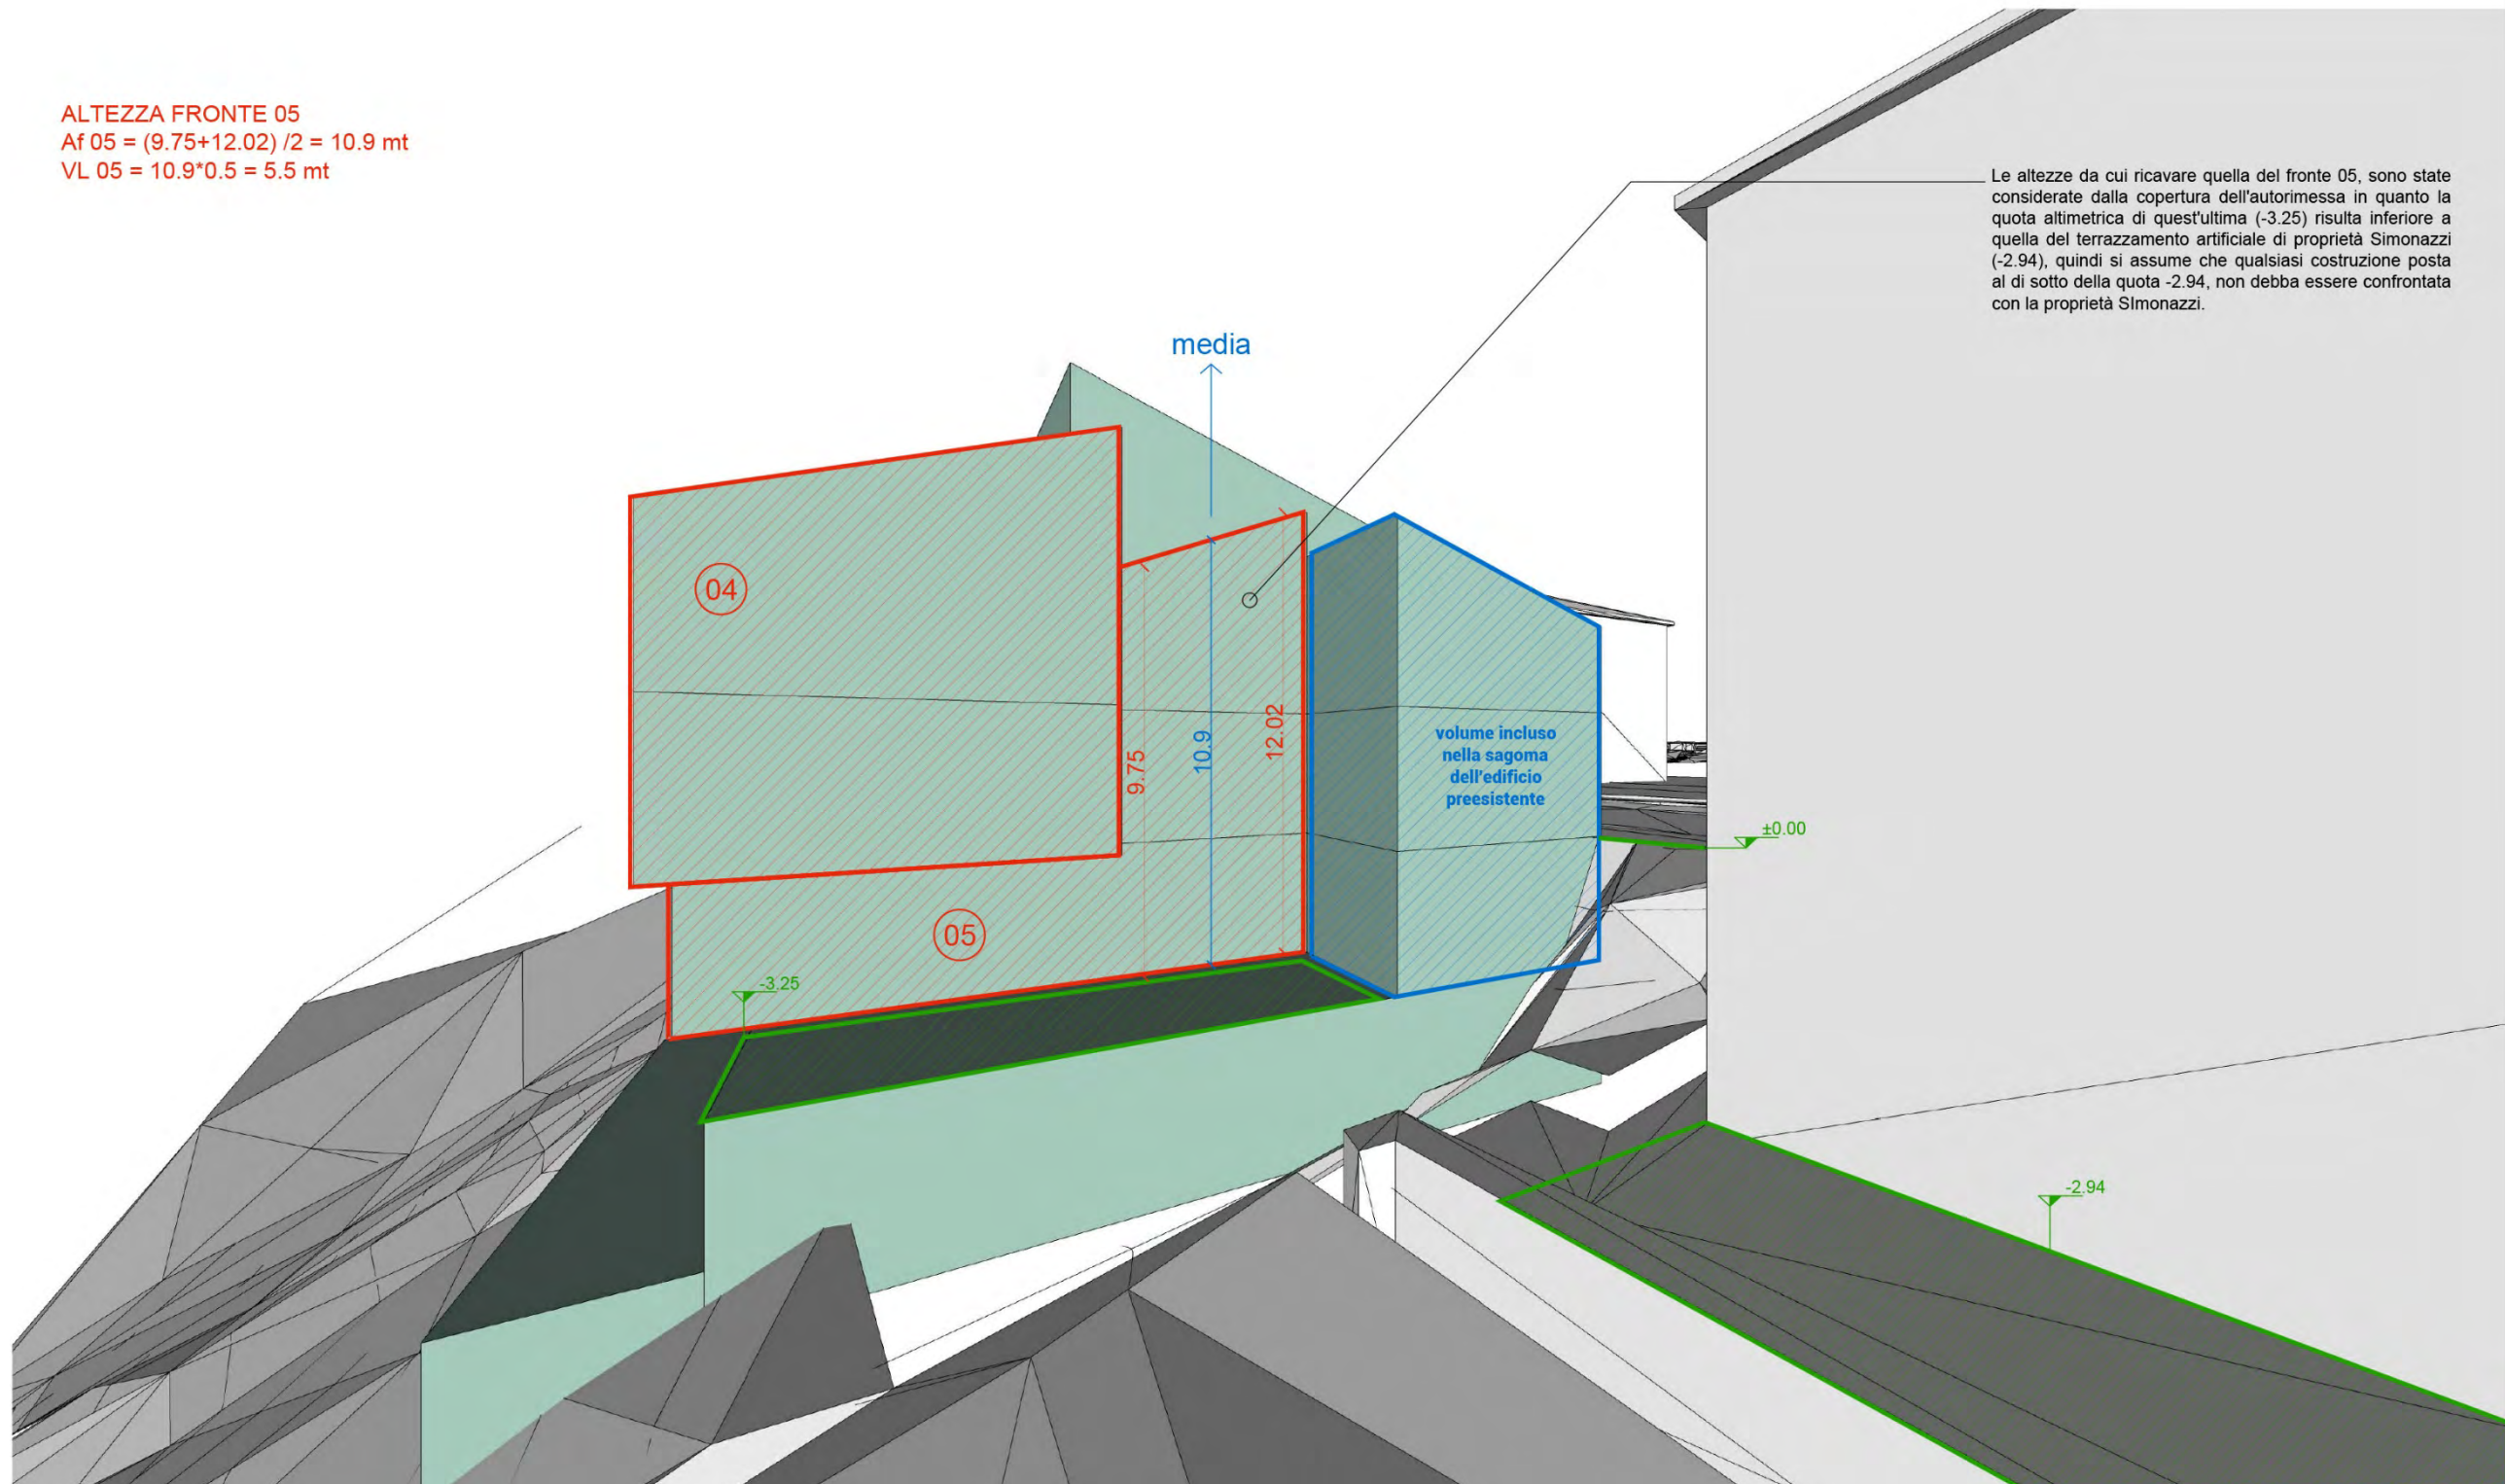 ALTEZZA FRONTE 05
Af 05 = (9.75+12.02) /2 = 10.9 mt
VL 05 = 10.9*0.5 = 5.5 mt
Le altezze da cui ricavare quella del fronte 05, sono state
considerate dalla copertura dell'autorimessa in quanto la
quota altimetrica di quest'ultima (-3.25) risulta inferiore a
quella del terrazzamento artificiale di proprietà Simonazzi
(-2.94), quindi si assume che qualsiasi costruzione posta
al di sotto della quota -2.94, non debba essere confrontata
con la proprietà SImonazzi.
media
04
9.75
10.9
12.02
volume incluso
nella sagoma
dell'edificio
preesistente
±0.00
05
-3.25
-2.94